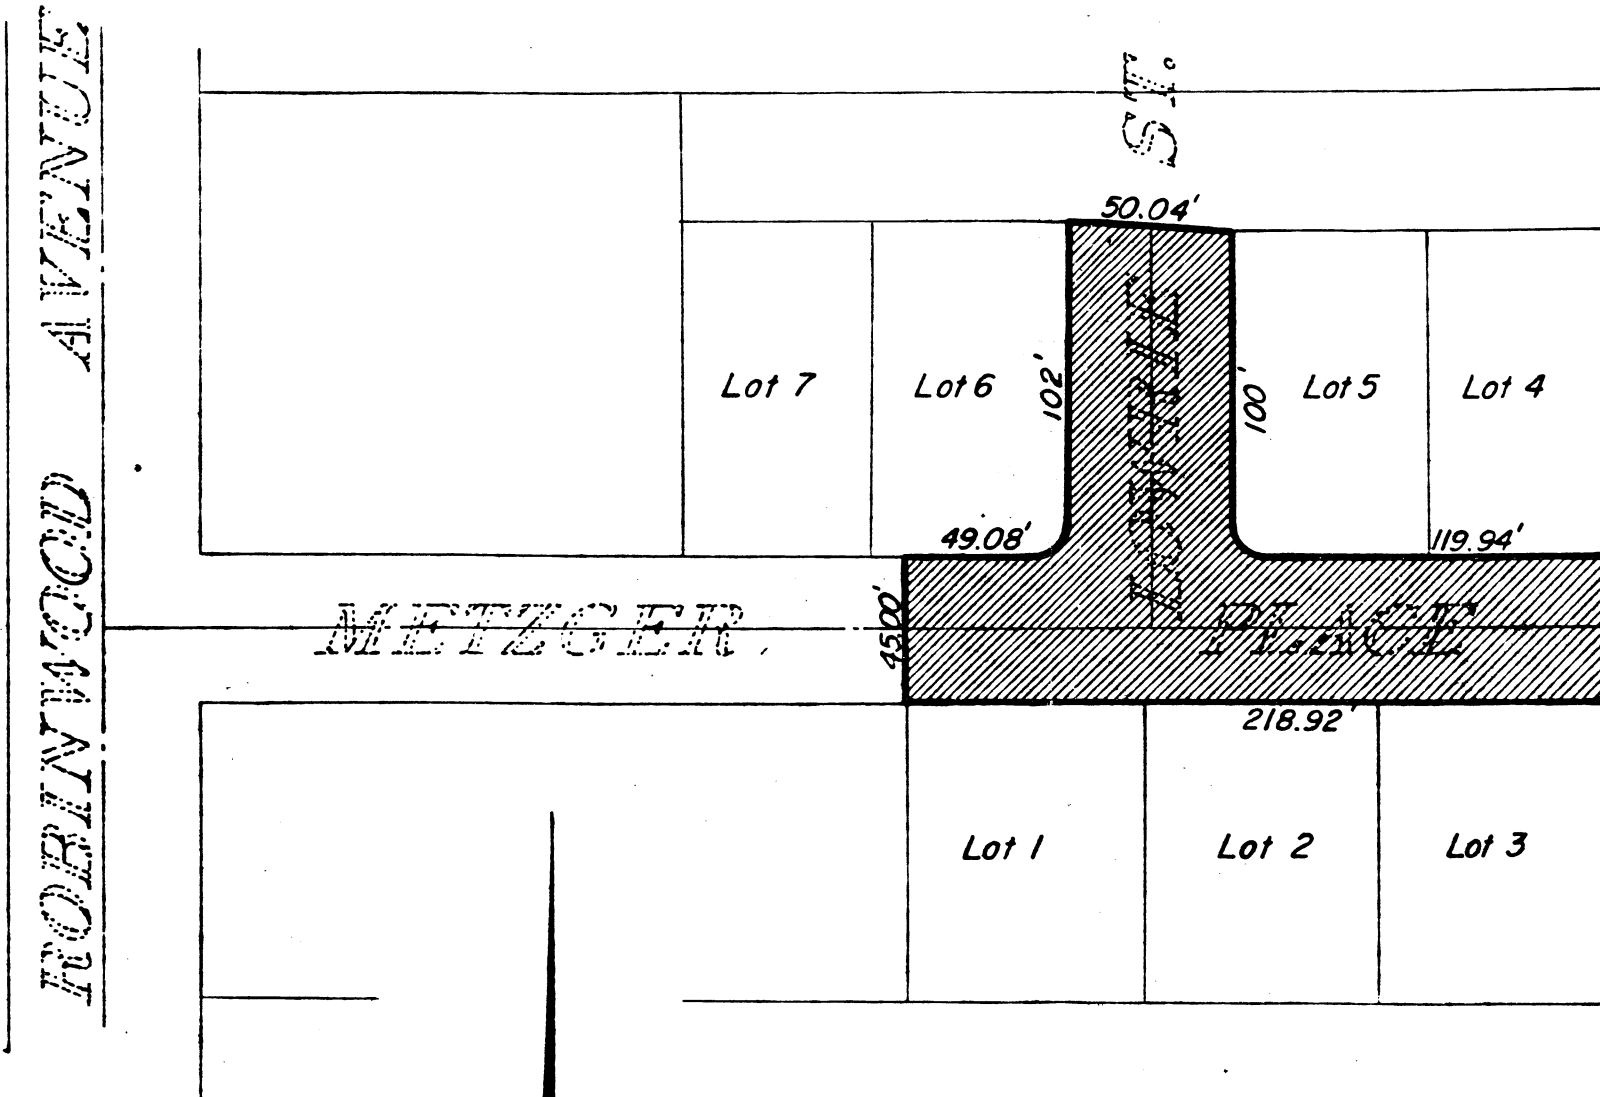 ROBINWOOD AVENUE
ST.
50.04'
102'
100'
Lot 7
Lot 6
Lot 5
Lot 4
49.08'
119.94'
45.00'
METZGER PLACE
218.92'
Lot 1
Lot 2
Lot 3